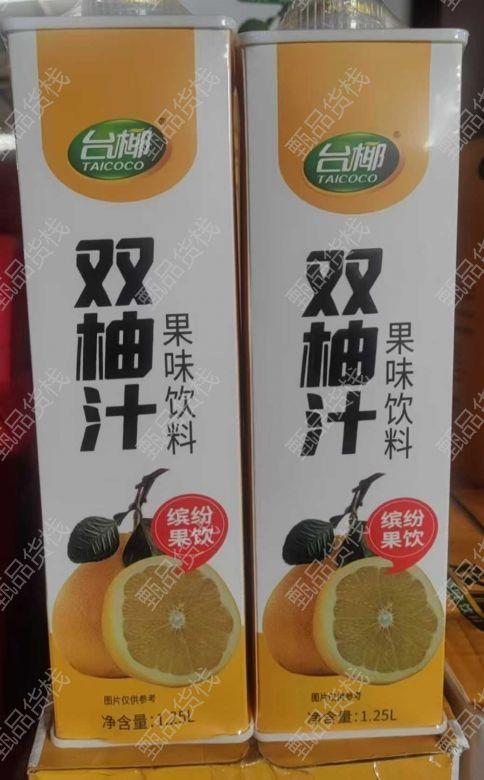 台椰
TAICOCO
双柚汁
果味饮料
缤纷
果饮
图片仅供参考
净含量:1.25L
台椰
TAICOCO
双柚汁
果味饮料
缤纷
果饮
图片仅供参考
净含量:1.25L
甄品货栈